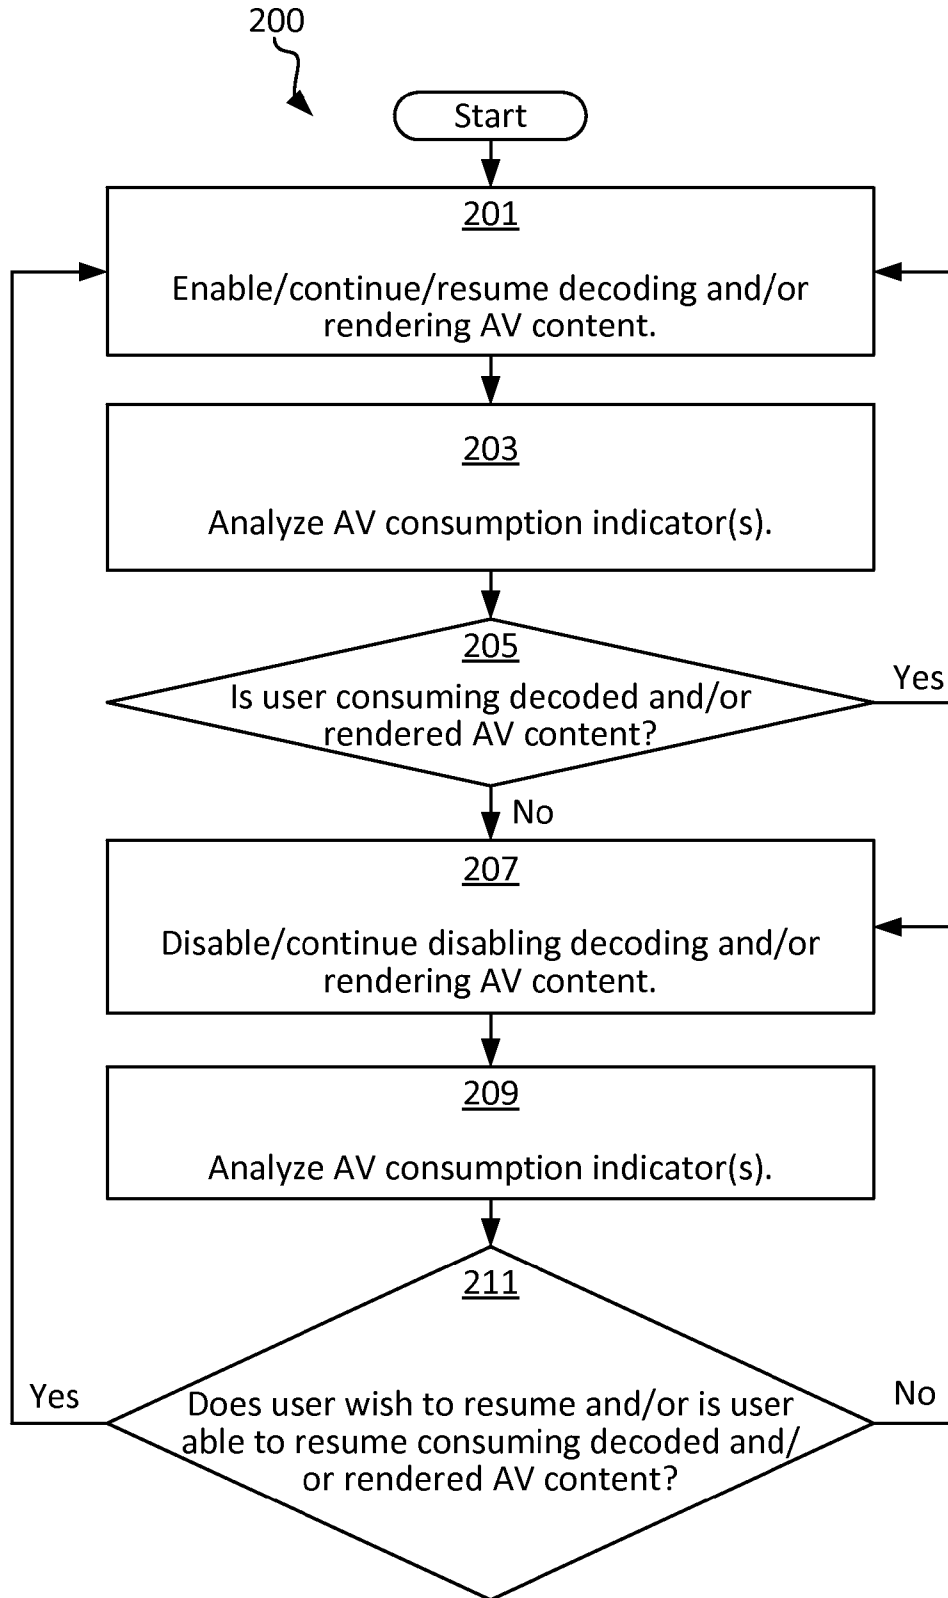 200
Start
201
Enable/continue/resume decoding and/or
rendering AV content.
203
Analyze AV consumption indicator(s).
205
Is user consuming decoded and/or
rendered AV content?
Yes
No
207
Disable/continue disabling decoding and/or
rendering AV content.
209
Analyze AV consumption indicator(s).
211
Yes
Does user wish to resume and/or is user
able to resume consuming decoded and/
or rendered AV content?
No